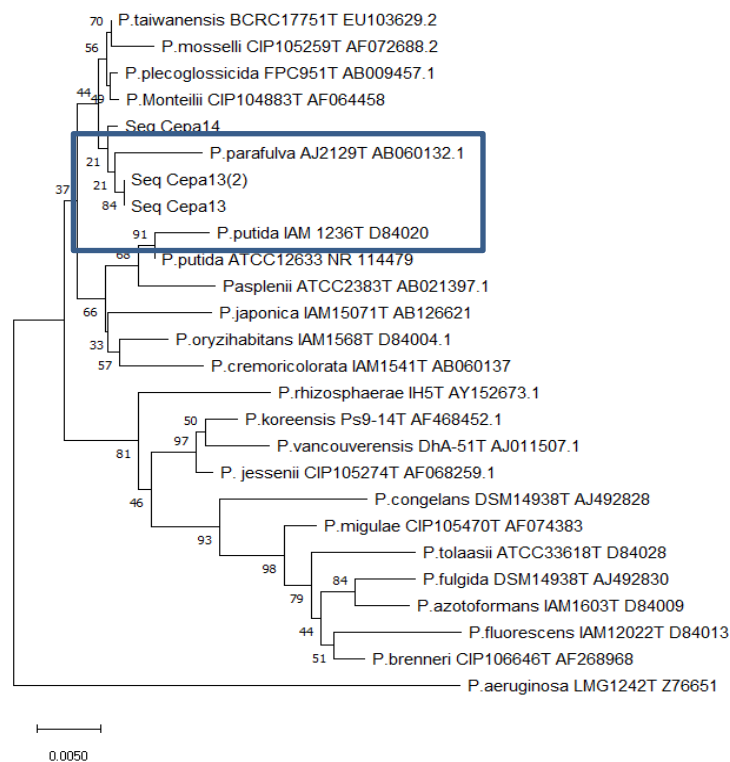 70
P.taiwanensis BCRC17751T EU103629.2
56
P.mosselli CIP105259T AF072688.2
P.plecoglossicida FPC951T AB009457.1
44
49
P.Monteilii CIP104883T AF064458
Seq Cepa14
21
P.parafulva AJ2129T AB060132.1
37
21
Seq Cepa13(2)
84
Seq Cepa13
91
P.putida IAM 1236T D84020
68
P.putida ATCC12633 NR 114479
Pasplenii ATCC2383T AB021397.1
66
P.japonica IAM15071T AB126621
33
P.oryzihabitans IAM1568T D84004.1
57
P.cremoricolorata IAM1541T AB060137
P.rhizosphaerae IH5T AY152673.1
50
P.koreensis Ps9-14T AF468452.1
97
81
P.vancouverensis DhA-51T AJ011507.1
P. jessenii CIP105274T AF068259.1
46
P.congelans DSM14938T AJ492828
93
P.migulae CIP105470T AF074383
98
P.tolaasii ATCC33618T D84028
84
P.fulgida DSM14938T AJ492830
79
P.azotoformans IAM1603T D84009
44
P.fluorescens IAM12022T D84013
51
P.brenneri CIP106646T AF268968
P.aeruginosa LMG1242T Z76651
0.0050